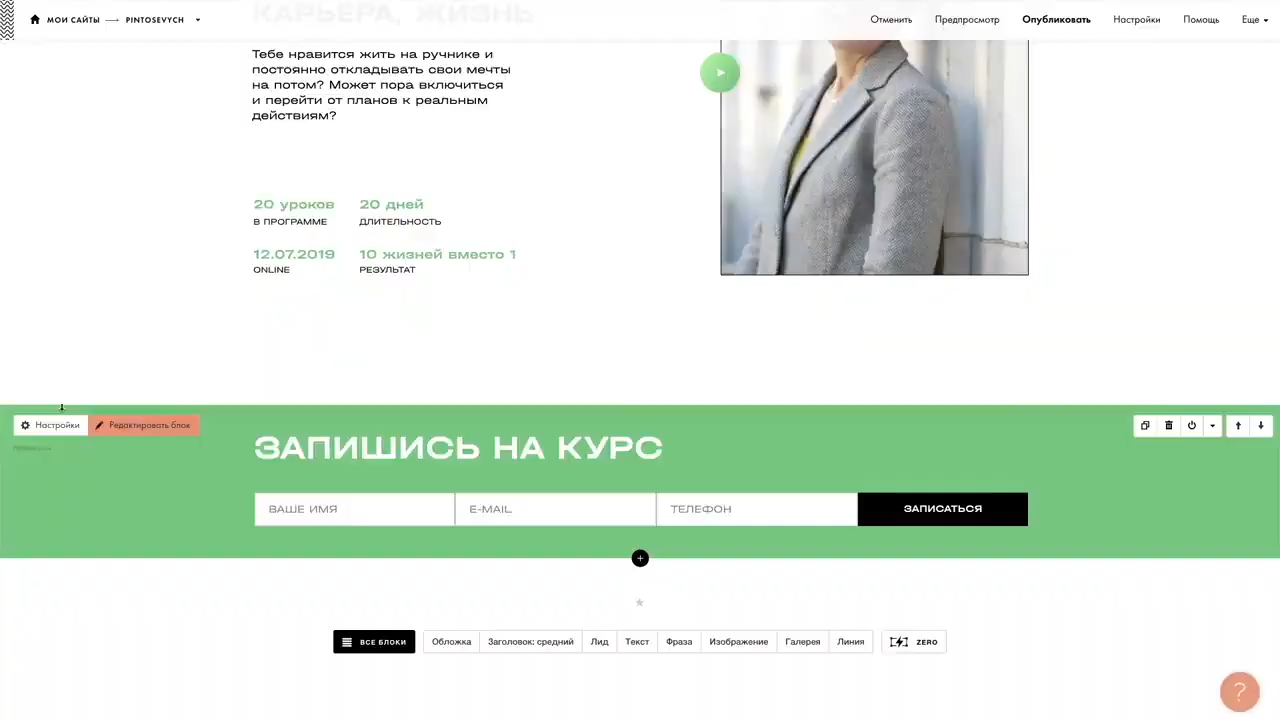 МОИ САЙТЫ PINTOSEVYCH
Отменить Предпросмотр Опубликовать Настройки Помощь Еще
КАРЬЕРА, ЖИЗНЬ
Тебе нравится жить на ручнике и
постоянно откладывать свои мечты
на потом? Может пора включиться
и перейти от планов к реальным
действиям?
20 уроков 20 дней
В ПРОГРАММЕ ДЛИТЕЛЬНОСТЬ
12.07.2019 10 жизней вместо 1
ONLINE РЕЗУЛЬТАТ
Настройки Редактировать блок
ЗАПИШИСЬ НА КУРС
ВАШЕ ИМЯ E-MAIL ТЕЛЕФОН ЗАПИСАТЬСЯ
ВСЕ БЛОКИ Обложка Заголовок: средний Лид Текст Фраза Изображение Галерея Линия ZERO
?